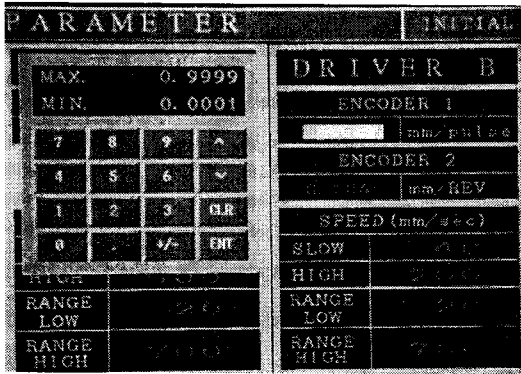 PARAMETER INITIAL
MAX. 0.9999
MIN. 0.0001
7 8 9 ^
4 5 6 v
1 2 3 CLR
0 . +/- ENT
HIGH
RANGE LOW
RANGE HIGH
DRIVER B
ENCODER 1
mm/pulse
ENCODER 2
mm/REV
SPEED(mm/sec)
SLOW
HIGH
RANGE LOW
RANGE HIGH